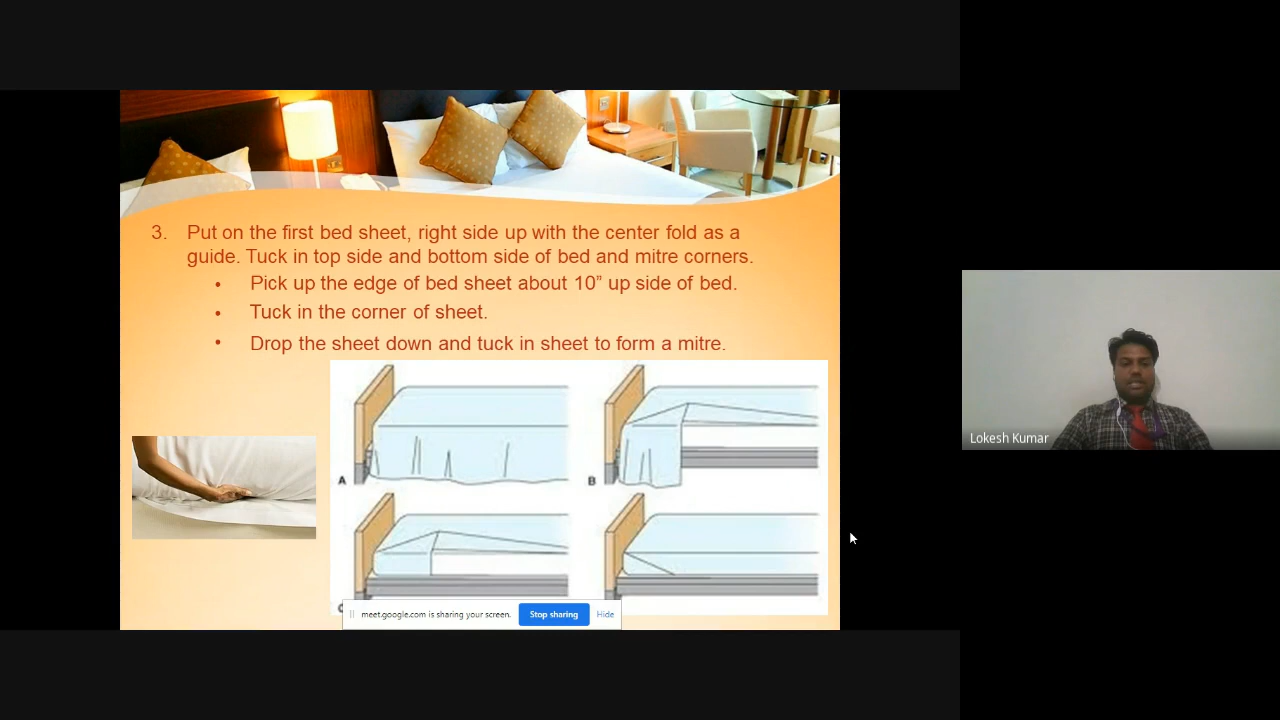 3. Put on the first bed sheet, right side up with the center fold as a
guide. Tuck in top side and bottom side of bed and mitre corners.
• Pick up the edge of bed sheet about 10” up side of bed.
• Tuck in the corner of sheet.
• Drop the sheet down and tuck in sheet to form a mitre.
A
B
C
meet.google.com is sharing your screen.
Stop sharing
Hide
Lokesh Kumar